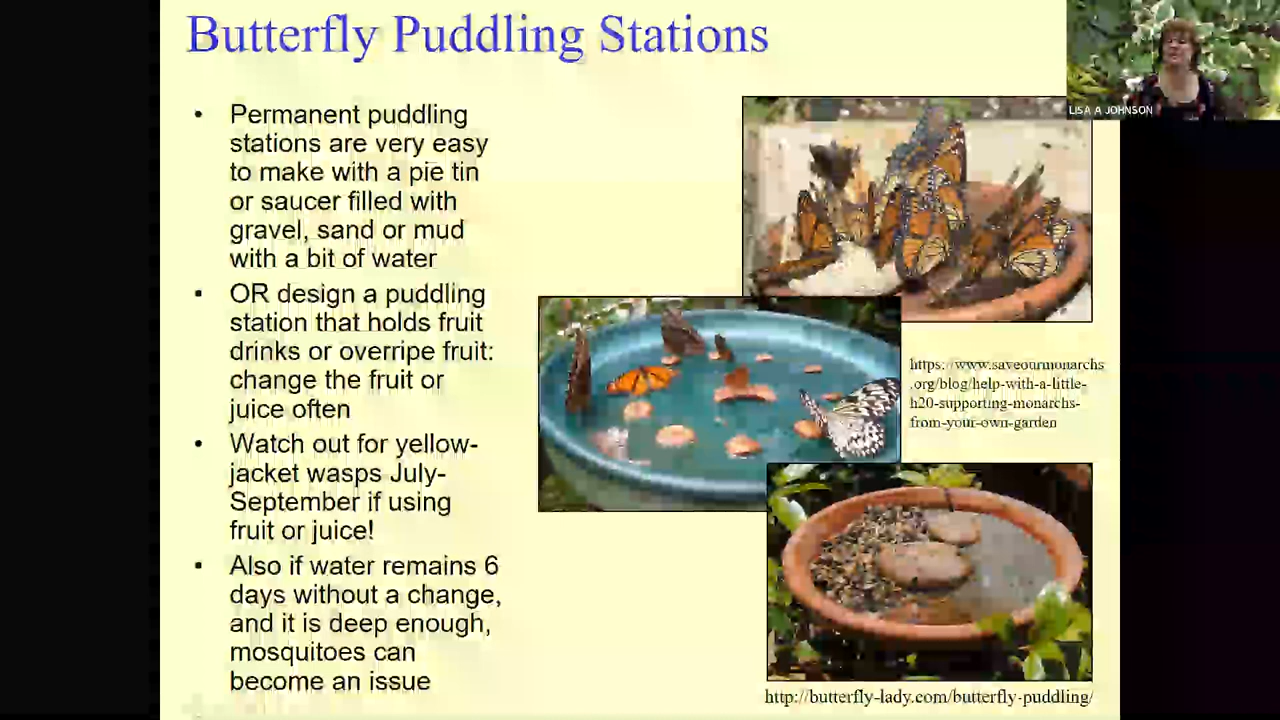 Butterfly Puddling Stations
LISA A JOHNSON
• Permanent puddling
stations are very easy
to make with a pie tin
or saucer filled with
gravel, sand or mud
with a bit of water
• OR design a puddling
station that holds fruit
drinks or overripe fruit:
change the fruit or
juice often
• Watch out for yellow-
jacket wasps July-
September if using
fruit or juice!
• Also if water remains 6
days without a change,
and it is deep enough,
mosquitoes can
become an issue
https://www.saveourmonarchs
.org/blog/help-with-a-little-
h20-supporting-monarchs-
from-your-own-garden
http://butterfly-lady.com/butterfly-puddling/